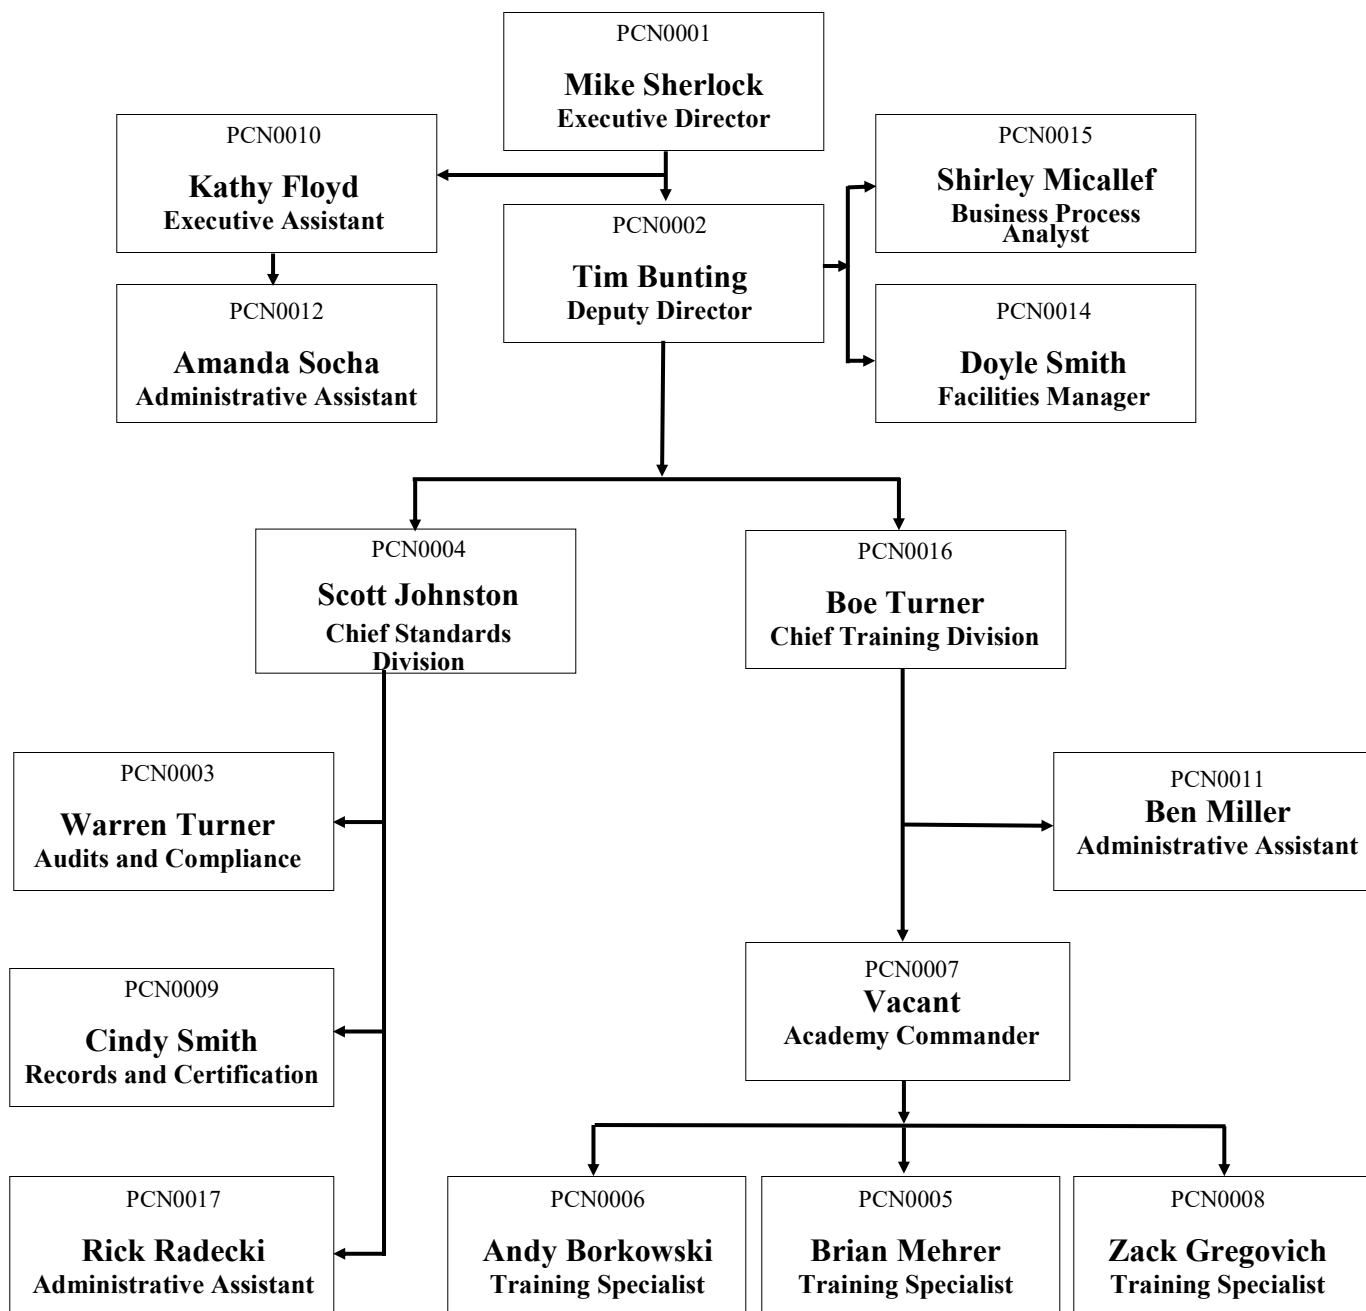 PCN0001
Mike Sherlock
Executive Director
PCN0010
Kathy Floyd
Executive Assistant
PCN0015
Shirley Micallef
Business Process
Analyst
PCN0002
Tim Bunting
Deputy Director
PCN0012
Amanda Socha
Administrative Assistant
PCN0014
Doyle Smith
Facilities Manager
PCN0004
Scott Johnston
Chief Standards
Division
PCN0016
Boe Turner
Chief Training Division
PCN0003
Warren Turner
Audits and Compliance
PCN0011
Ben Miller
Administrative Assistant
PCN0009
Cindy Smith
Records and Certification
PCN0007
Vacant
Academy Commander
PCN0017
Rick Radecki
Administrative Assistant
PCN0006
Andy Borkowski
Training Specialist
PCN0005
Brian Mehrer
Training Specialist
PCN0008
Zack Gregovich
Training Specialist